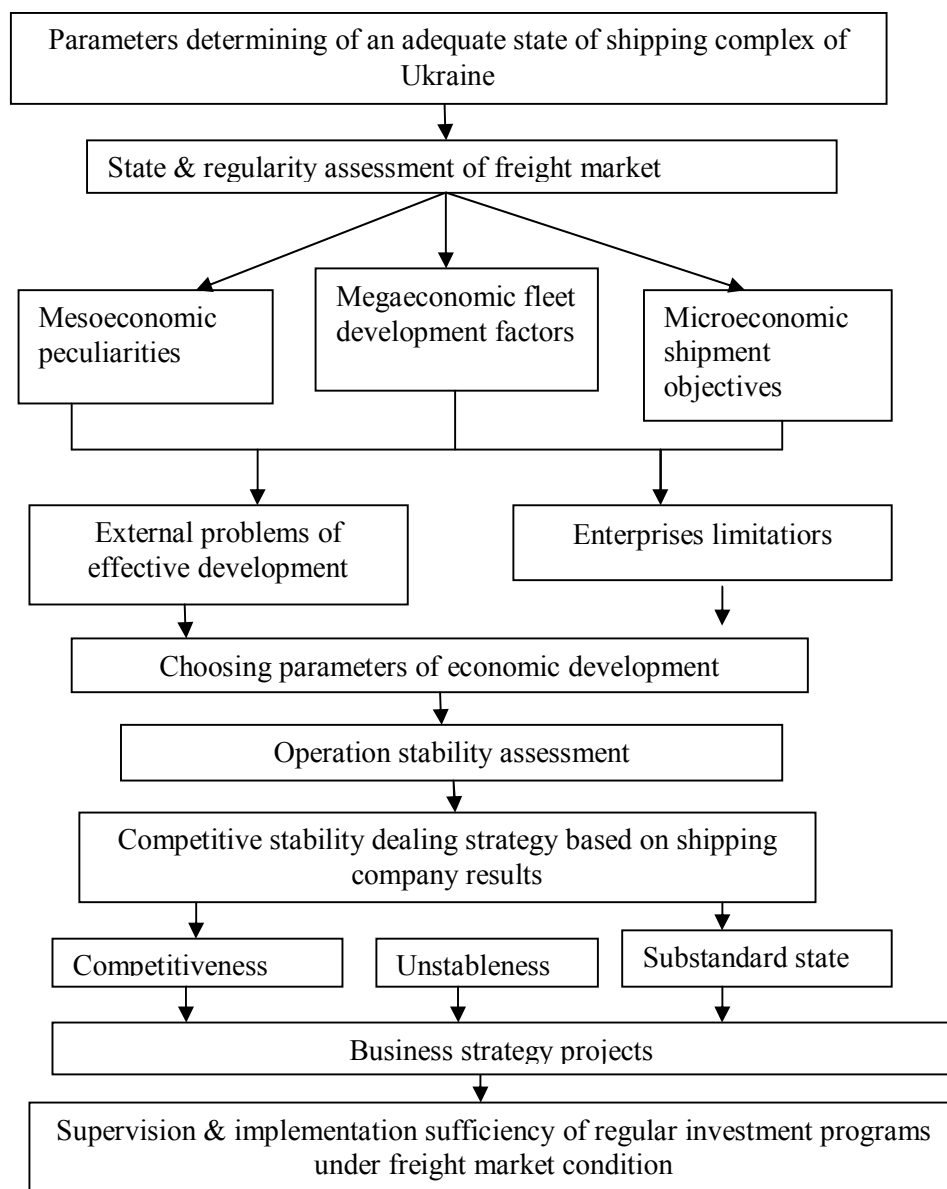 Parameters determining of an adequate state of shipping complex of
Ukraine
State & regularity assessment of freight market
Mesoeconomic
peculiarities
Megaeconomic fleet
development factors
Microeconomic
shipment
objectives
External problems of
effective development
Enterprises limitatiors
Choosing parameters of economic development
Operation stability assessment
Competitive stability dealing strategy based on shipping
company results
Competitiveness
Unstableness
Substandard state
Business strategy projects
Supervision & implementation sufficiency of regular investment programs
under freight market condition